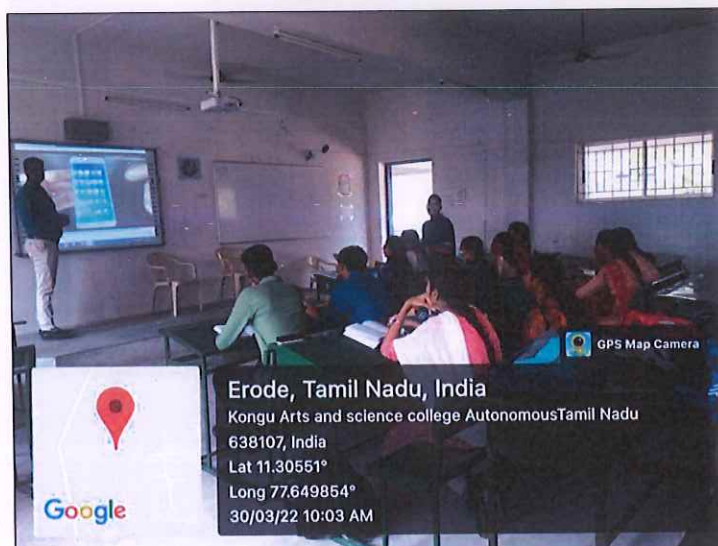 GPS Map Camera
Erode, Tamil Nadu, India
Kongu Arts and science college AutonomousTamil Nadu
638107, India
Lat 11.30551°
Long 77.649854°
30/03/22 10:03 AM
Google